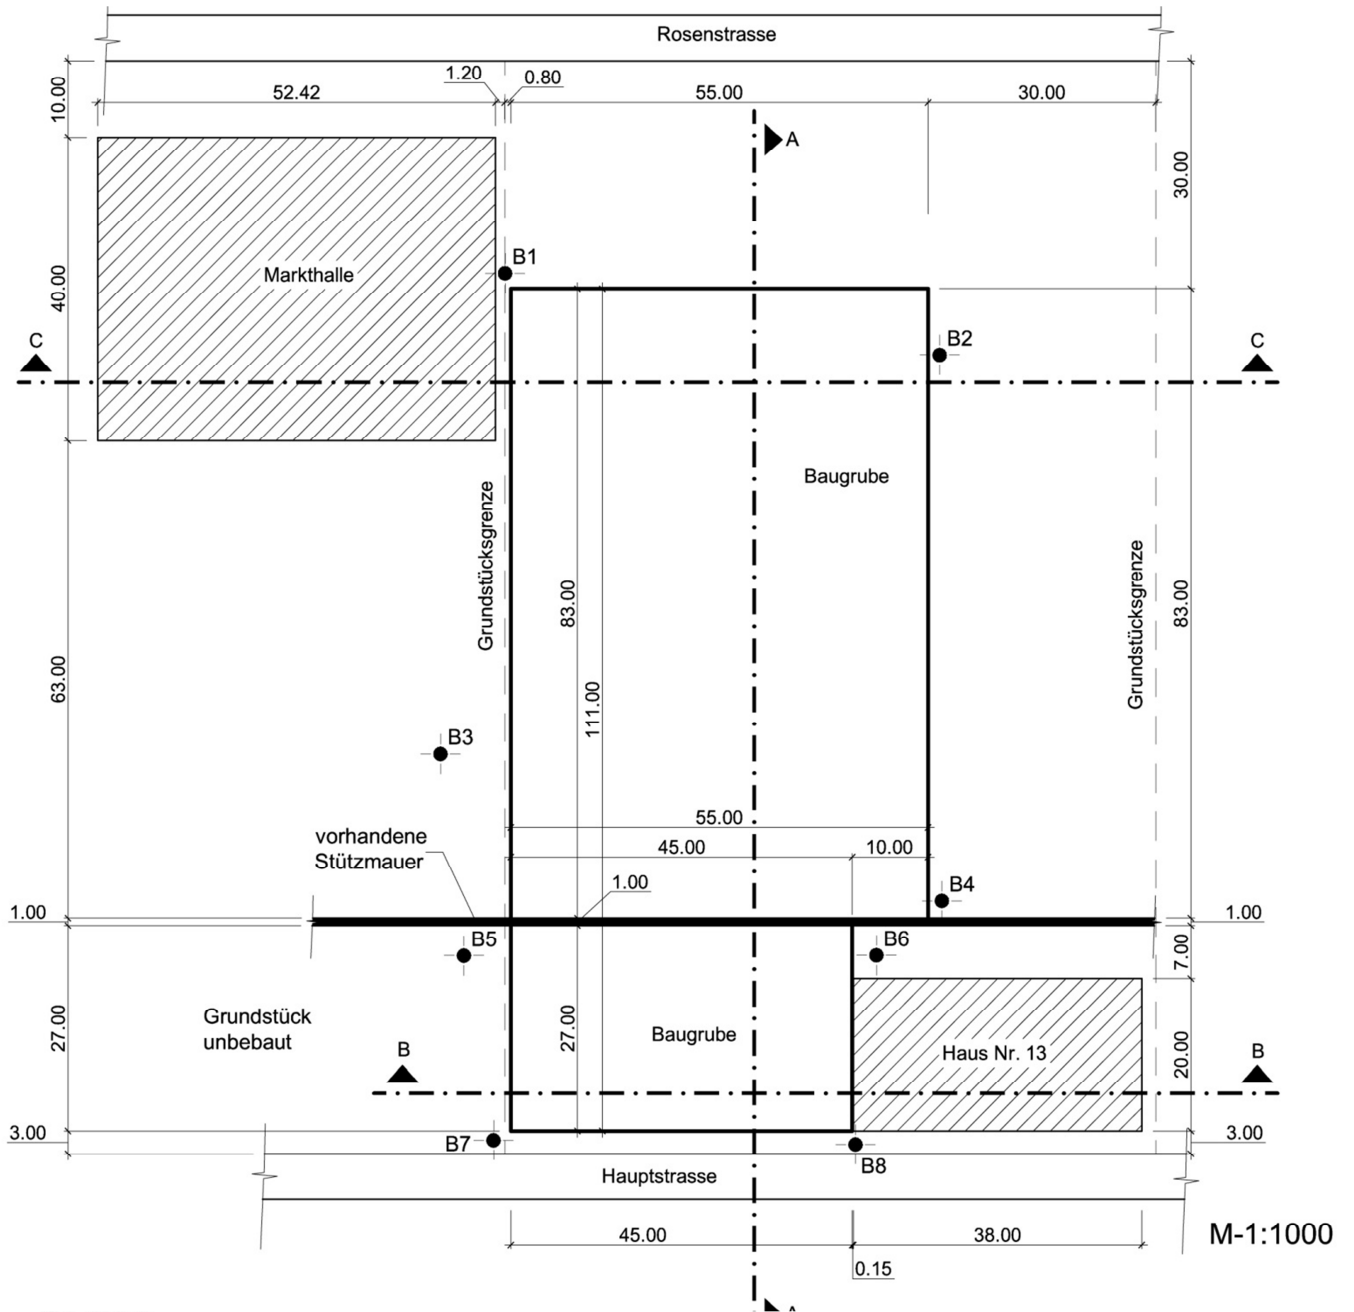 Rosenstrasse
1.20
0.80
52.42
55.00
30.00
10.00
A
30.00
B1
Markthalle
40.00
C
B2
C
Baugrube
Grundstücksgrenze
Grundstücksgrenze
83.00
83.00
63.00
111.00
B3
55.00
vorhandene
Stützmauer
45.00
10.00
1.00
B4
1.00
1.00
B5
B6
7.00
Grundstück
unbebaut
27.00
27.00
Baugrube
Haus Nr. 13
20.00
B
B
3.00
B7
B8
3.00
Hauptstrasse
45.00
38.00
M-1:1000
0.15
A